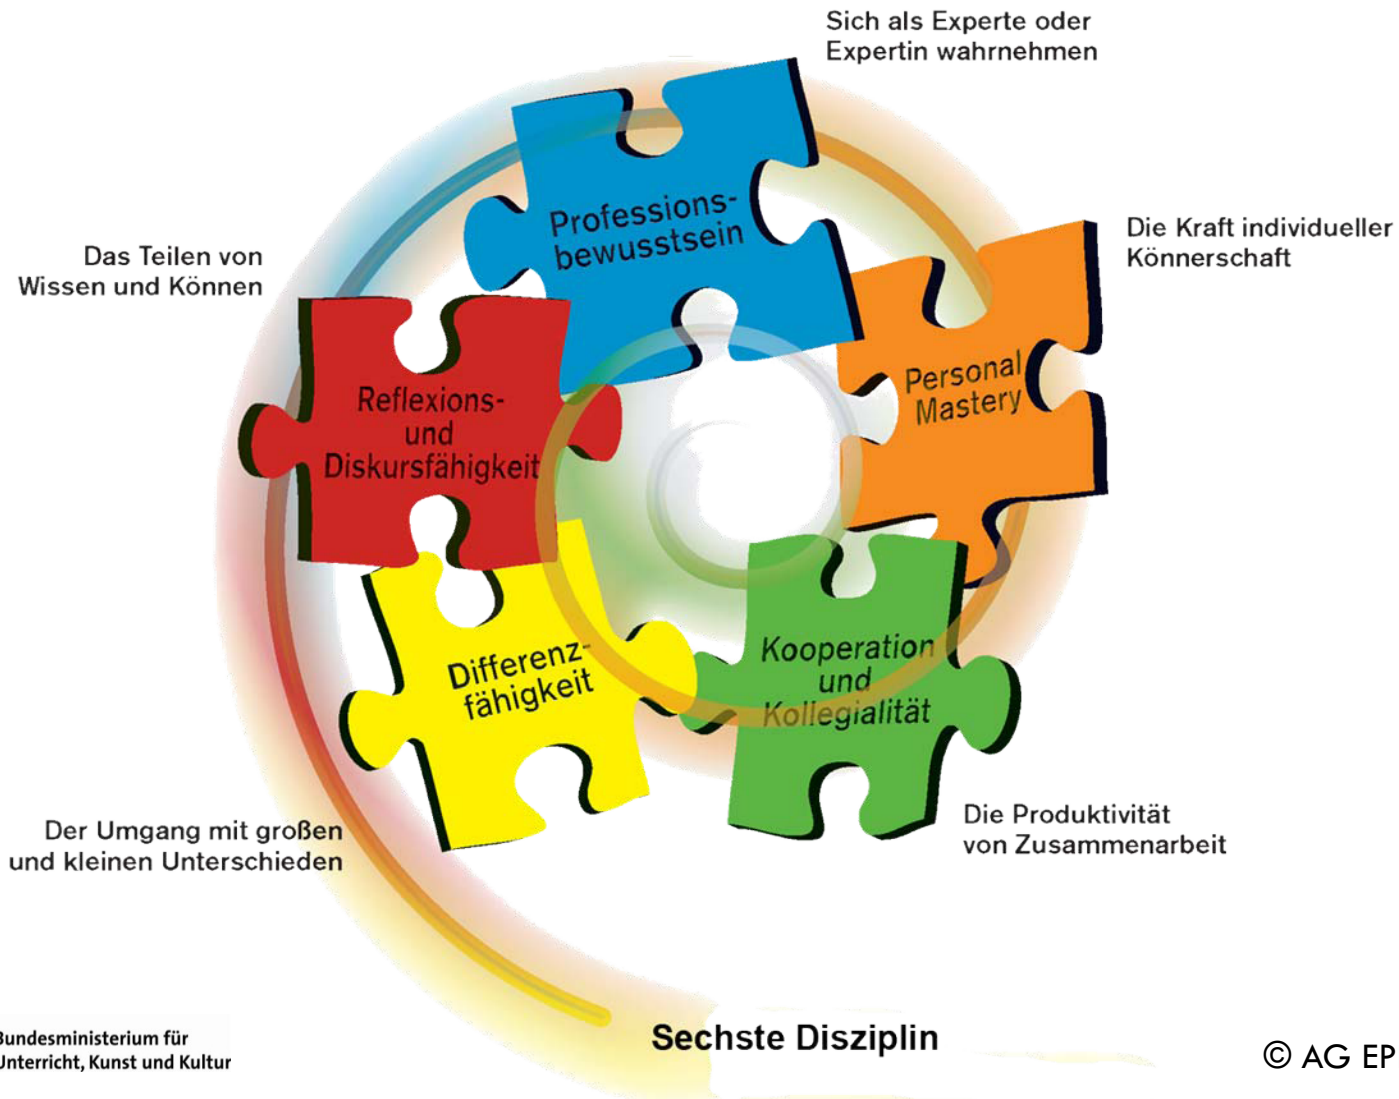 Sich als Experte oder
Expertin wahrnehmen
Professions-
bewusstsein
Die Kraft individueller
Könnerschaft
Das Teilen von
Wissen und Können
Personal
Mastery
Reflexions-
und
Diskursfähigkeit
Differenz-
fähigkeit
Kooperation
und
Kollegialität
Die Produktivität
von Zusammenarbeit
Der Umgang mit großen
und kleinen Unterschieden
Sechste Disziplin
Bundesministerium für
Unterricht, Kunst und Kultur
© AG EP